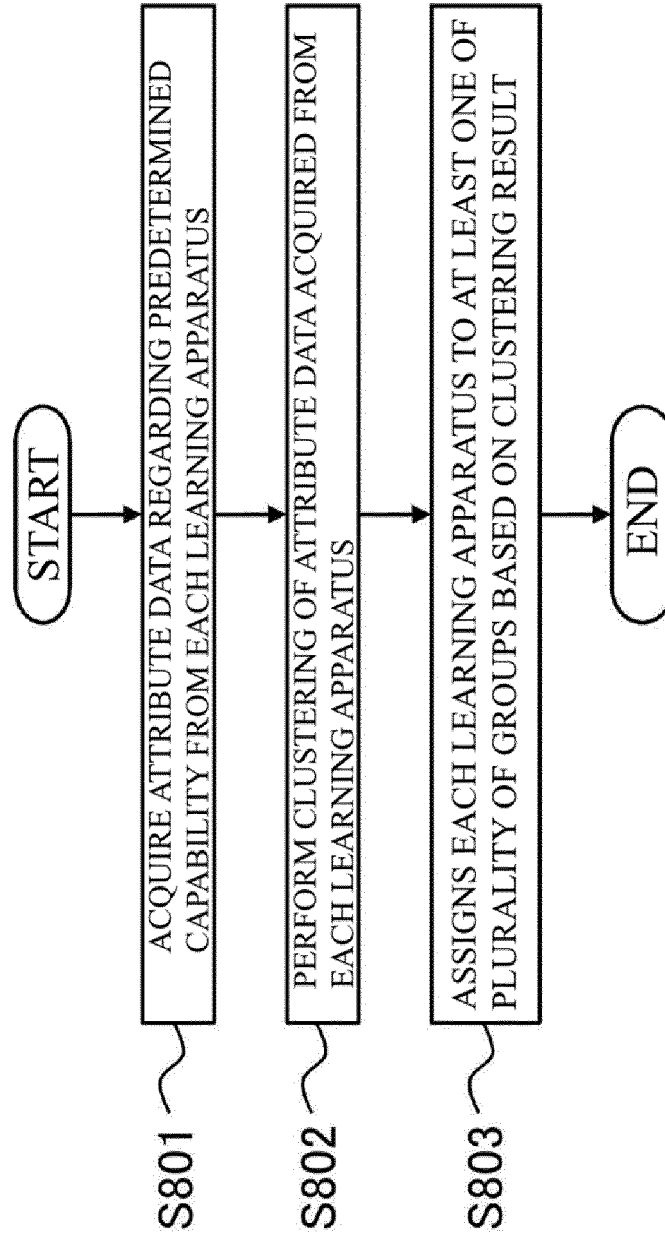 START
S801
ACQUIRE ATTRIBUTE DATA REGARDING PREDETERMINED
CAPABILITY FROM EACH LEARNING APPARATUS
S802
PERFORM CLUSTERING OF ATTRIBUTE DATA ACQUIRED FROM
EACH LEARNING APPARATUS
S803
ASSIGNS EACH LEARNING APPARATUS TO AT LEAST ONE OF
PLURALITY OF GROUPS BASED ON CLUSTERING RESULT
END